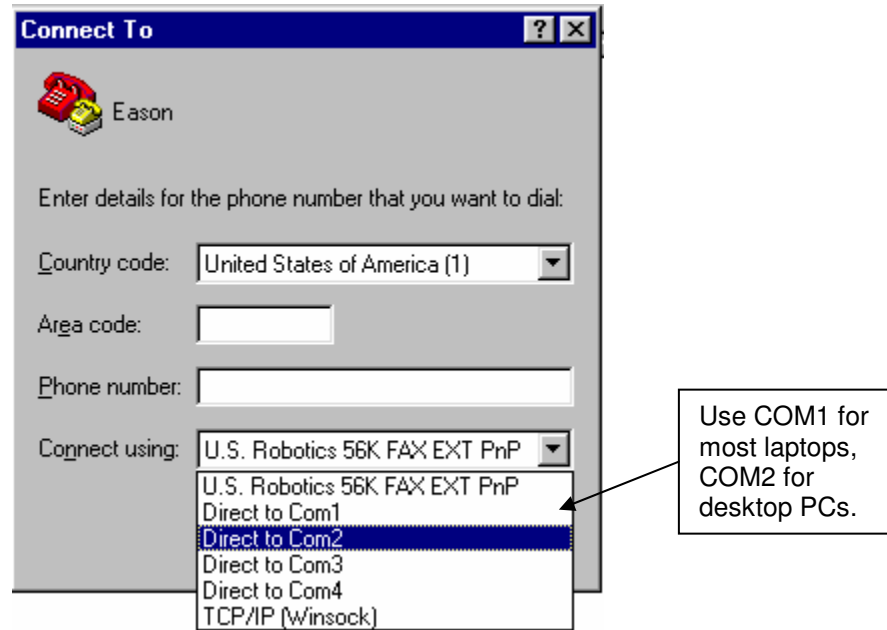 Connect To
Eason
Enter details for the phone number that you want to dial:
Country code: United States of America (1)
Area code:
Phone number:
Connect using: U.S. Robotics 56K FAX EXT PnP
U.S. Robotics 56K FAX EXT PnP
Direct to Com1
Direct to Com2
Direct to Com3
Direct to Com4
TCP/IP (Winsock)
Use COM1 for
most laptops,
COM2 for
desktop PCs.